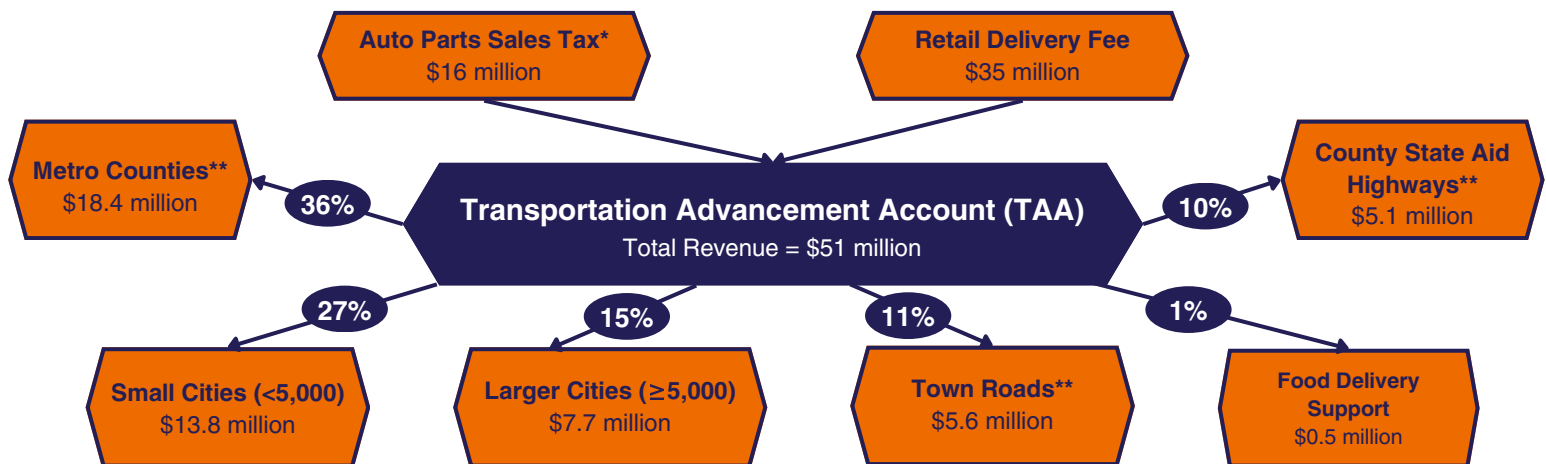 Auto Parts Sales Tax*
$16 million
Retail Delivery Fee
$35 million
Metro Counties**
$18.4 million
36%
Transportation Advancement Account (TAA)
Total Revenue = $51 million
10%
County State Aid
Highways**
$5.1 million
27%
15%
11%
1%
Small Cities (<5,000)
$13.8 million
Larger Cities (≥5,000)
$7.7 million
Town Roads**
$5.6 million
Food Delivery
Support
$0.5 million